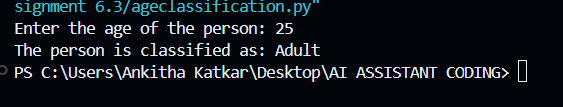 signment 6.3/ageclassification.py"
Enter the age of the person: 25
The person is classified as: Adult
PS C:\Users\Ankitha Katkar\Desktop\AI ASSISTANT CODING>